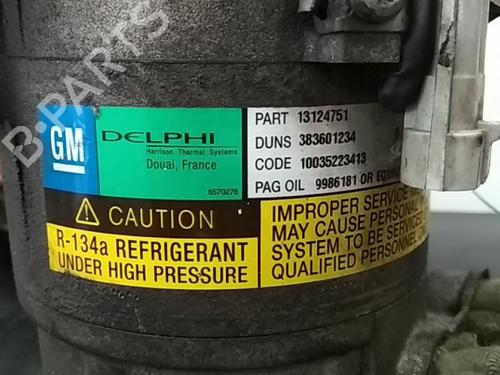 GM
DELPHI
Harrison Thermal Systems
Douai, France
6570276
PART 13124751
DUNS 383601234
CODE 10035223413
PAG OIL 9986181 OR
CAUTION
R-134a REFRIGERANT
UNDER HIGH PRESSURE
IMPROPER SERVICE
MAY CAUSE PERSONAL
SYSTEM TO BE SERVICED
QUALIFIED PERSONNEL
B-PARTS